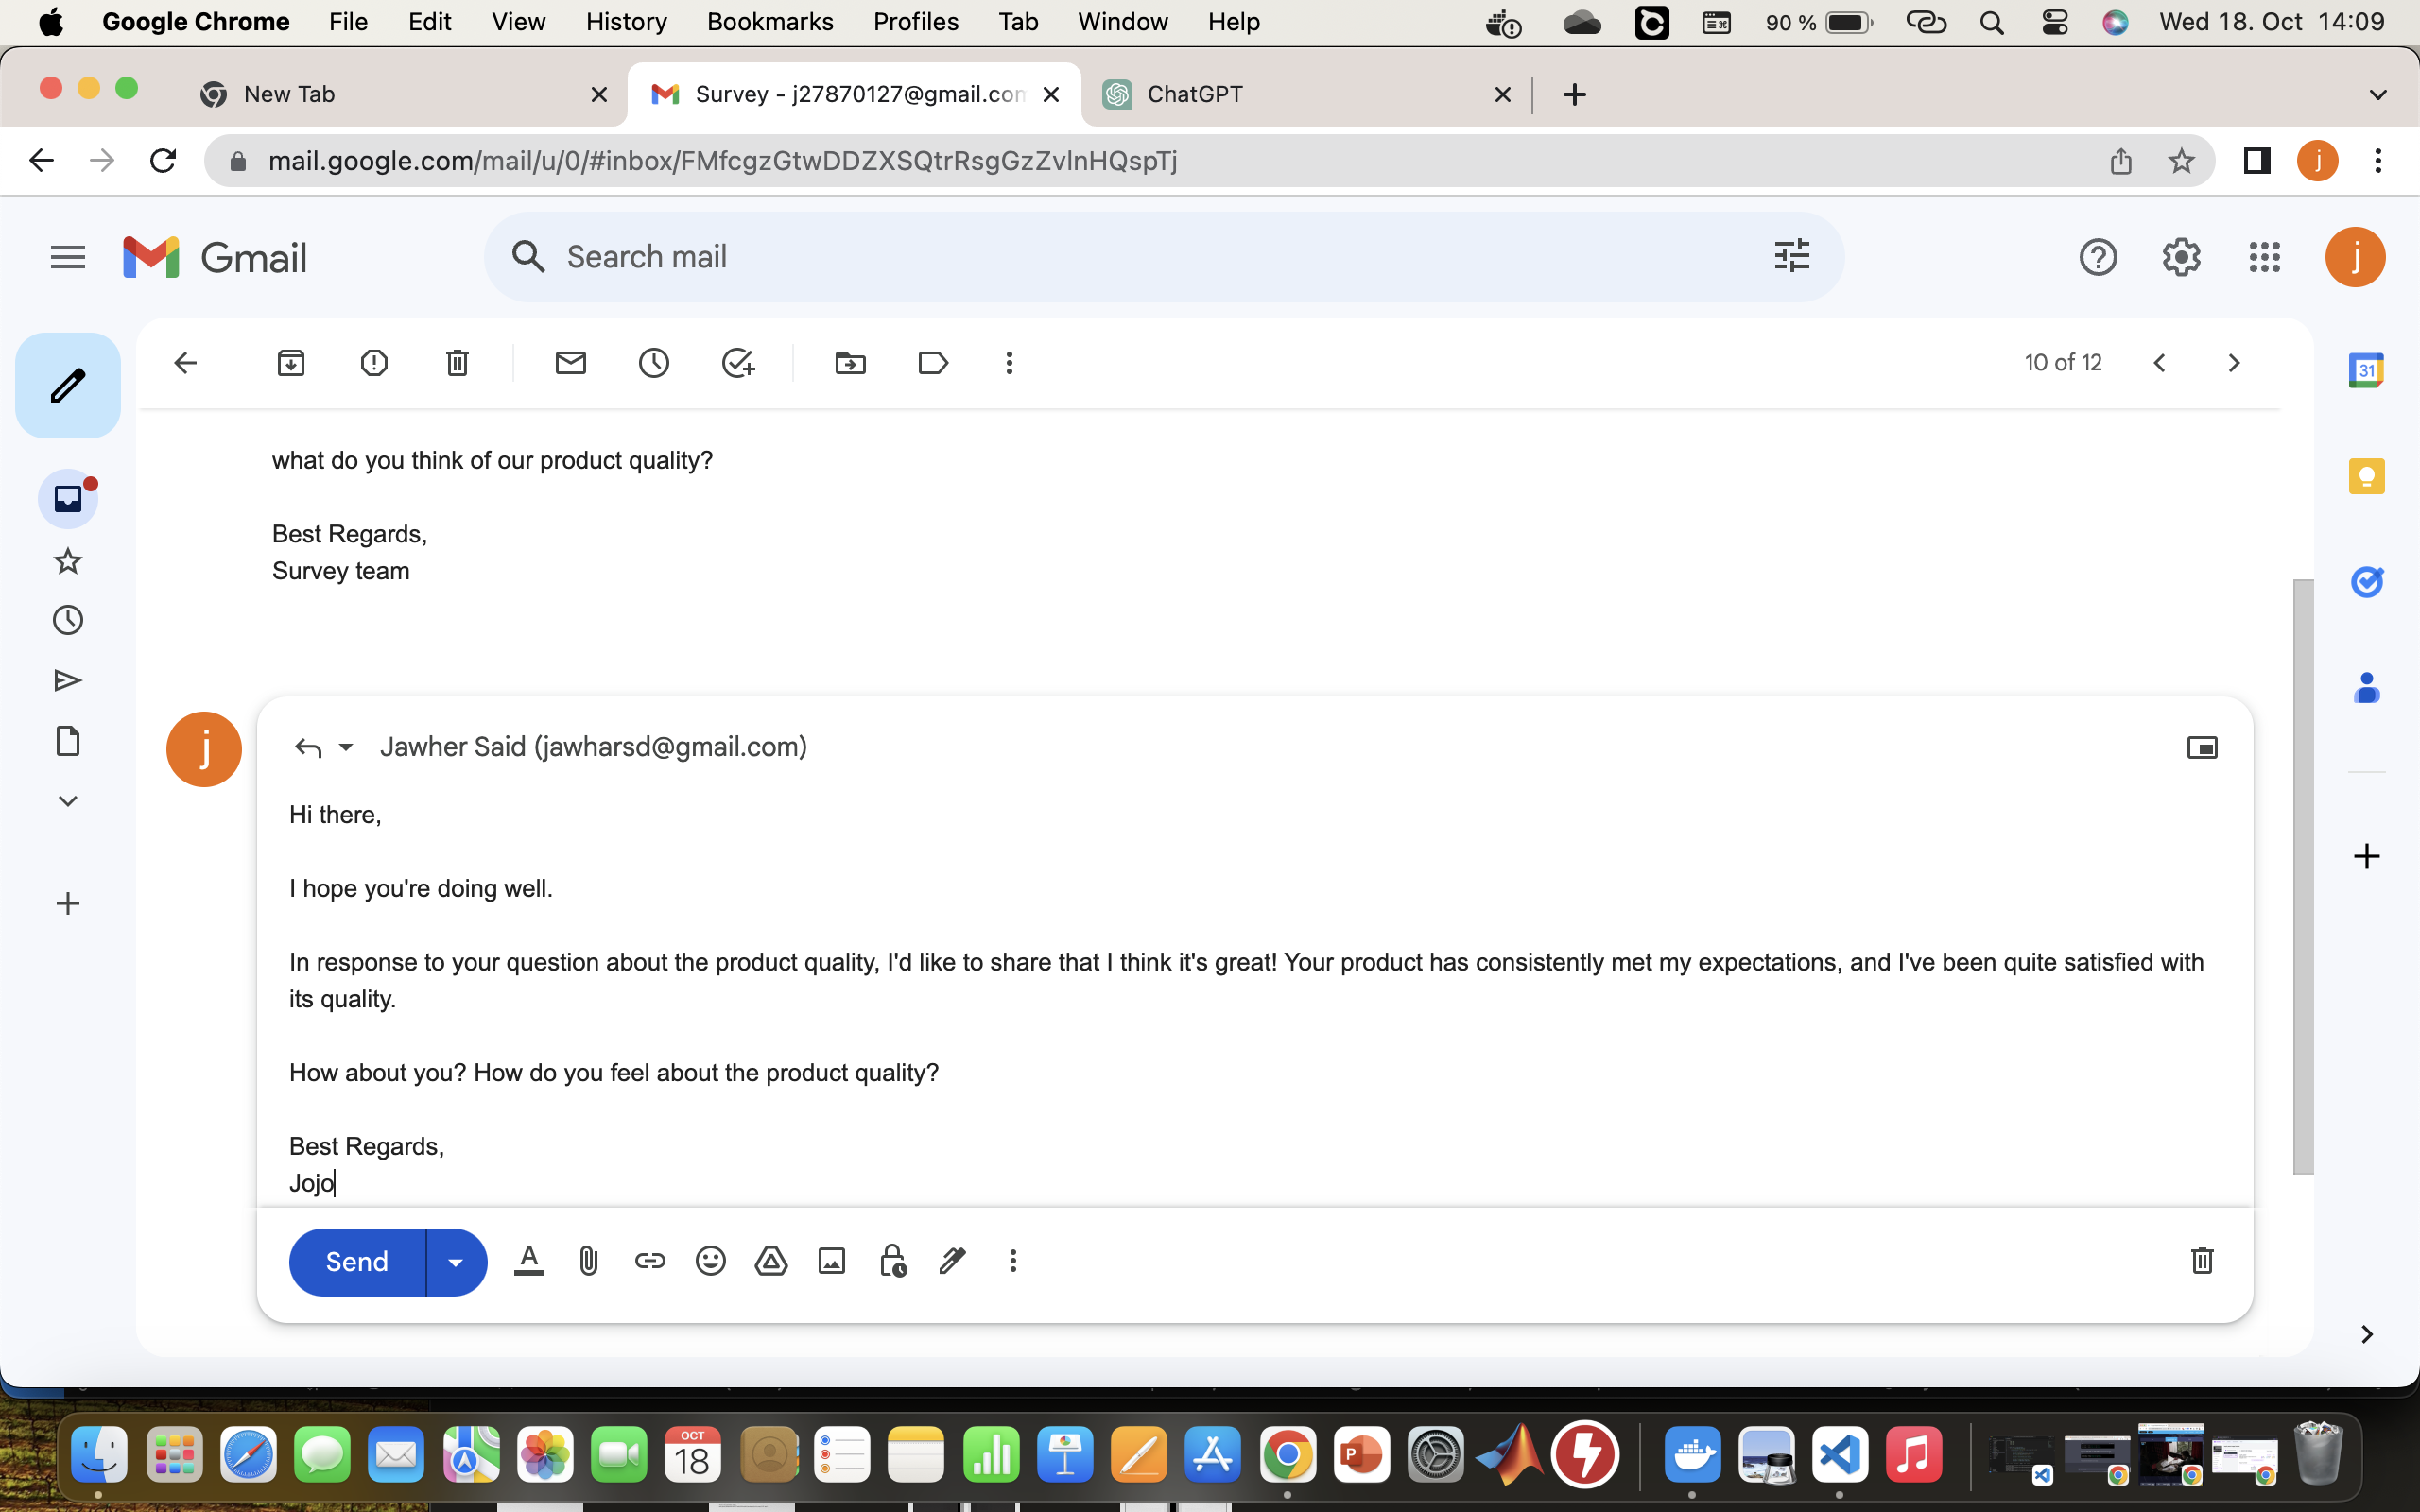 Google Chrome File Edit View History Bookmarks Profiles Tab Window Help 90 % Wed 18. Oct 14:09
New Tab Survey - j27870127@gmail.com ChatGPT
mail.google.com/mail/u/0/#inbox/FMfcgzGtwDDZXSQtrRsgGzZvlnHQspTj j
Gmail Search mail j
10 of 12
31
what do you think of our product quality?
Best Regards,
Survey team
j Jawher Said (jawharsd@gmail.com)
Hi there,
I hope you're doing well.
In response to your question about the product quality, I'd like to share that I think it's great! Your product has consistently met my expectations, and I've been quite satisfied with
its quality.
How about you? How do you feel about the product quality?
Best Regards,
Jojo
Send
OCT
18
P